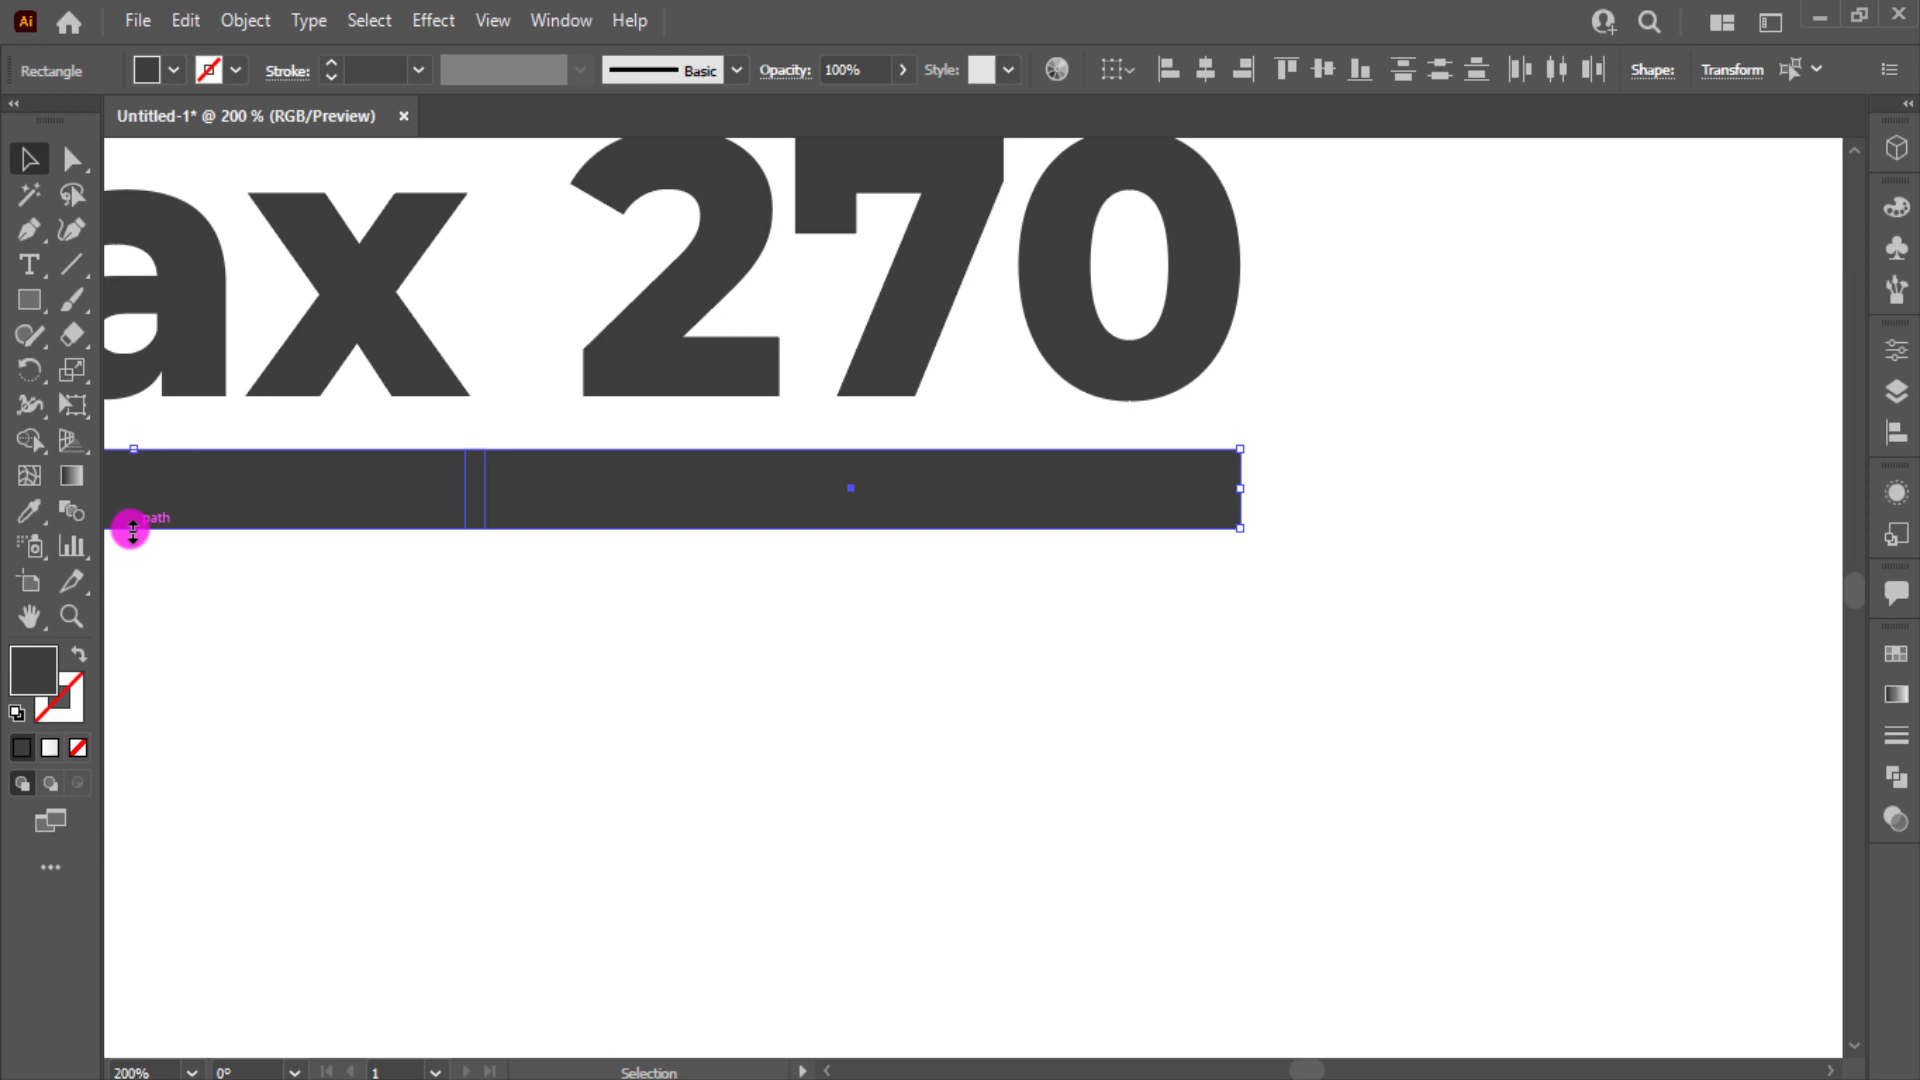 Ai File Edit Object Type Select Effect View Window Help
Rectangle Stroke: Basic Opacity: 100% Style: Shape: Transform
Untitled-1* @ 200 % (RGB/Preview) ×
ax 270
path
200% 0° 1 Selection